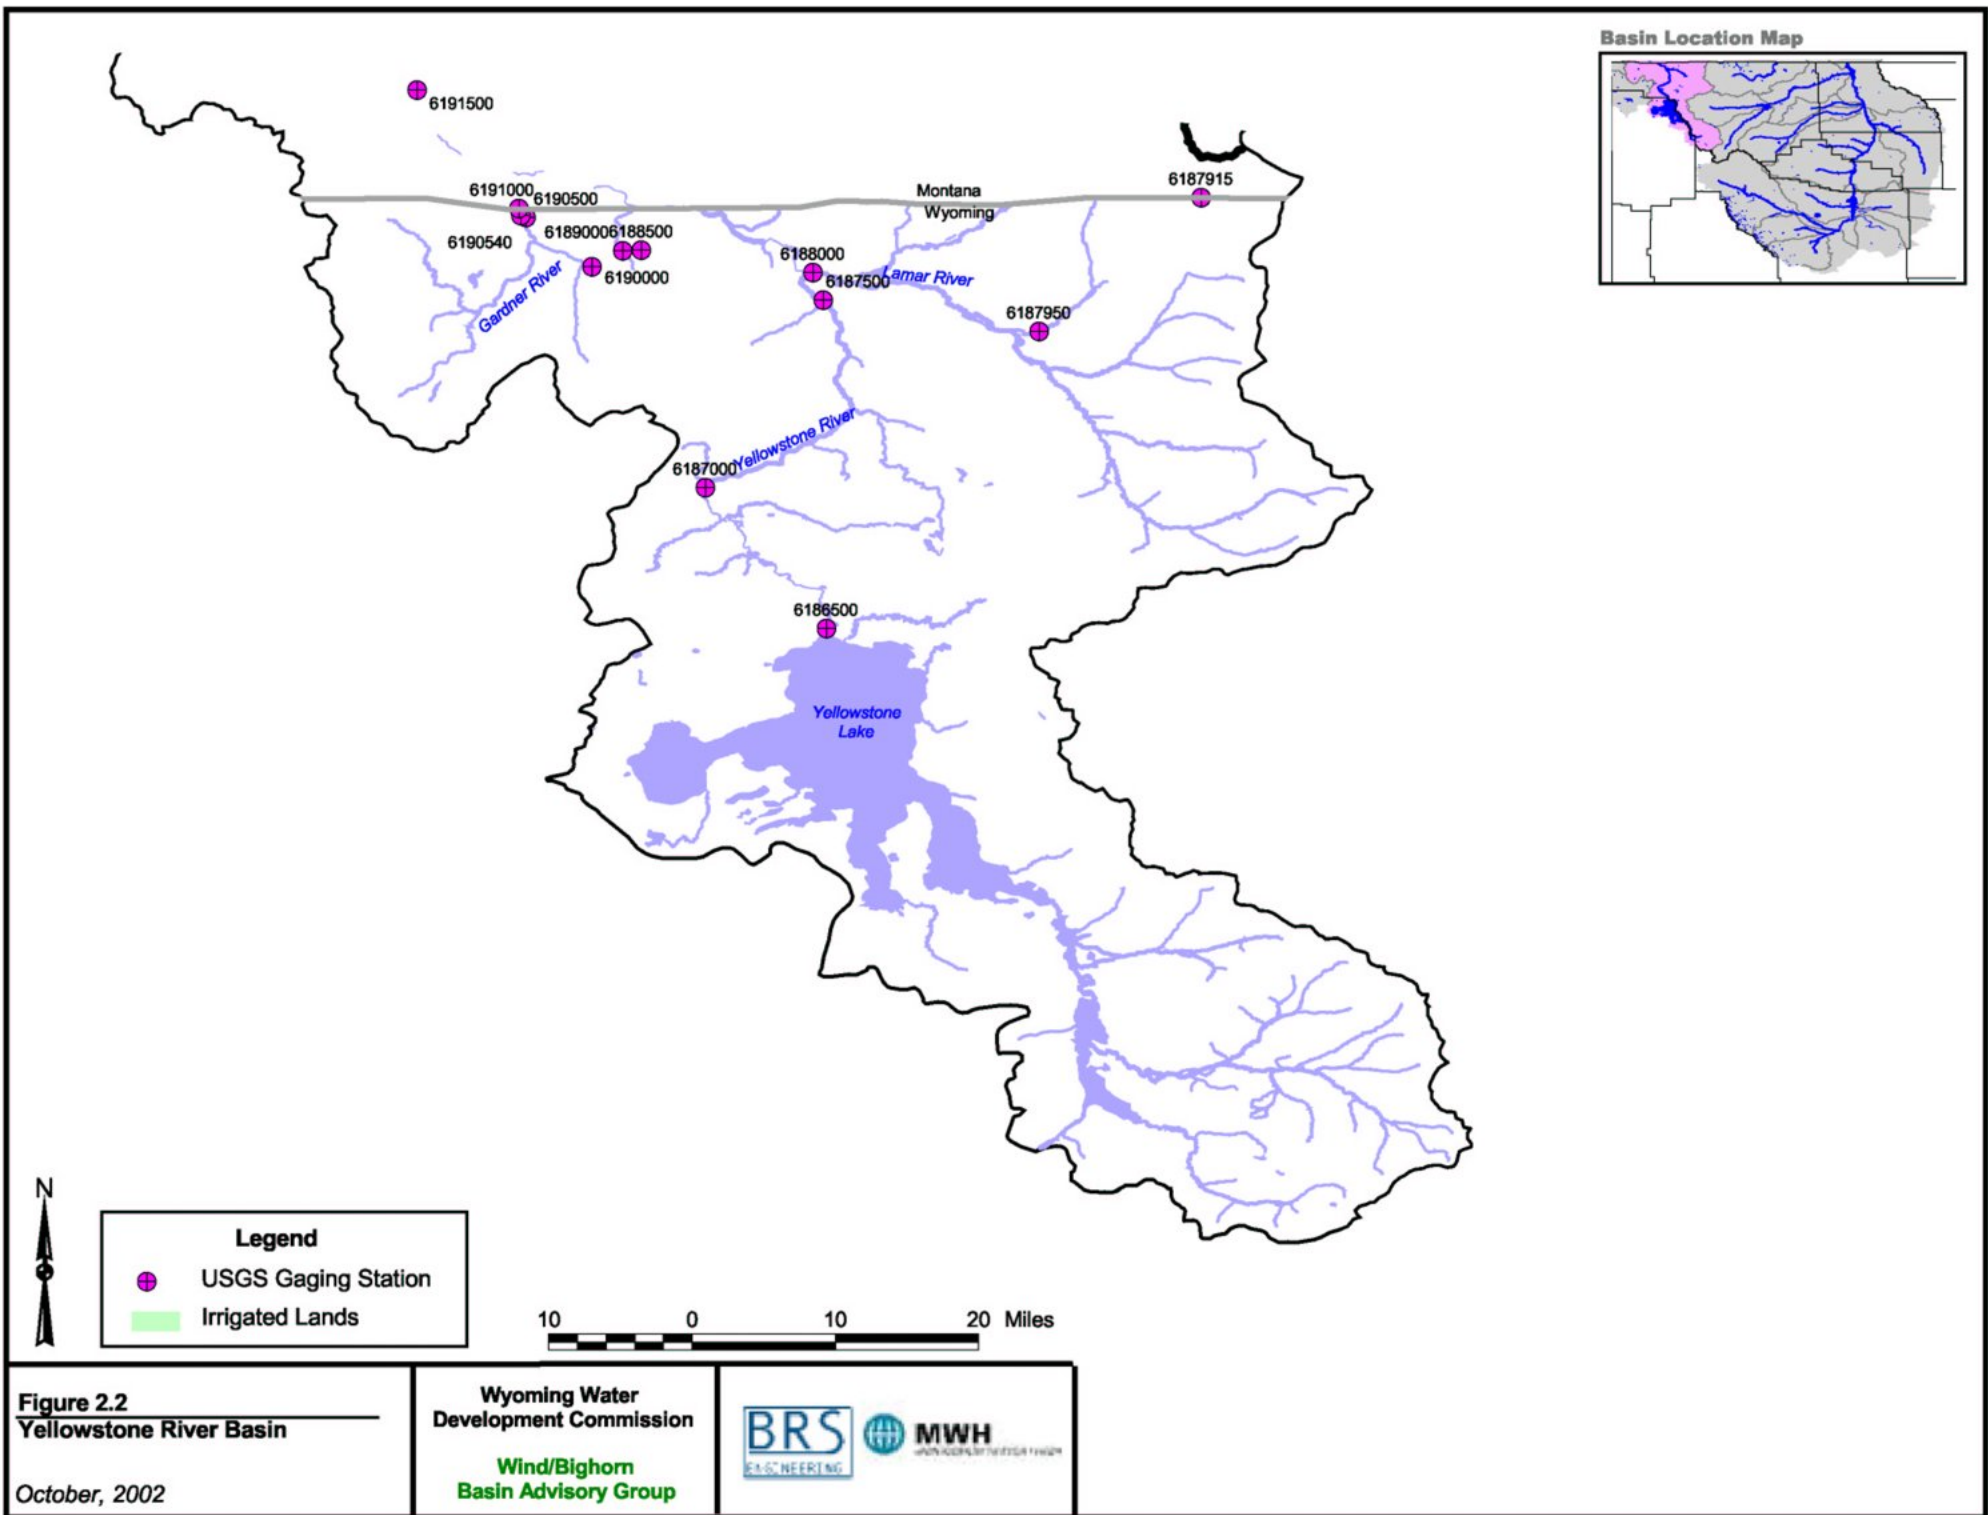 Basin Location Map
6191500
6187915
6191000
6190500
Montana
Wyoming
6190540
6189000
6188500
6188000
6190000
6187500
Lamar River
Gardner River
6187950
Yellowstone River
6187000
6186500
Yellowstone
Lake
N
Legend
USGS Gaging Station
Irrigated Lands
10 0 10 20 Miles
Figure 2.2
Yellowstone River Basin
October, 2002
Wyoming Water
Development Commission
Wind/Bighorn
Basin Advisory Group
BRS
ENGINEERING
MWH